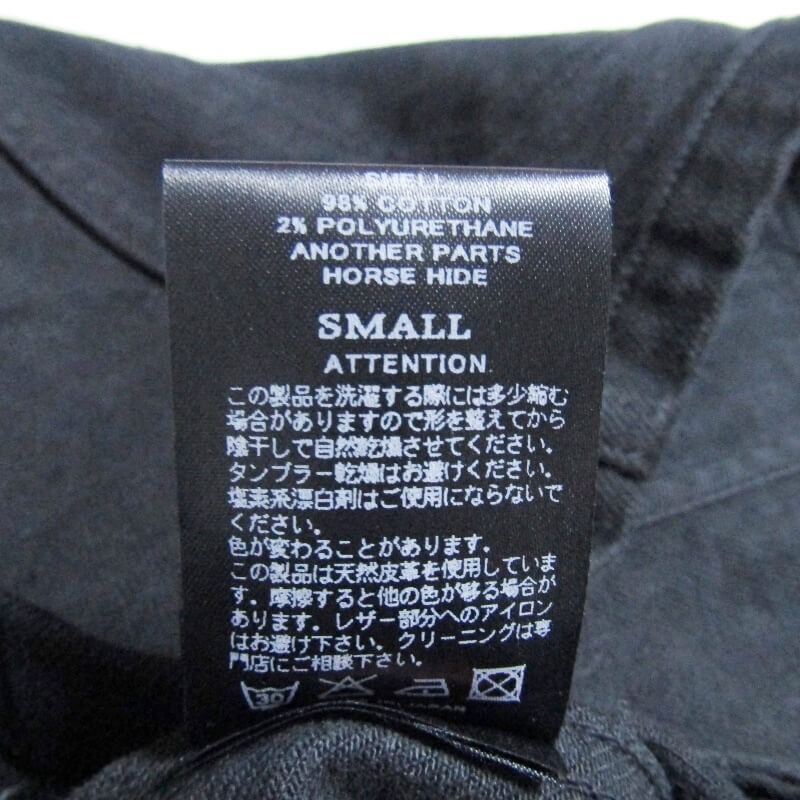 SHELL
98% COTTON
2% POLYURETHANE
ANOTHER PARTS
HORSE HIDE
SMALL
ATTENTION
この製品を洗濯する際には多少縮む
場合がありますので形を整えてから
陰干しで自然乾燥させてください。
タンブラー乾燥はお避けください。
塩素系漂白剤はご使用にならないで
ください。
色が変わることがあります。
この製品は天然皮革を使用していま
す。摩擦すると他の色が移る場合が
あります。レザー部分へのアイロン
はお避け下さい。クリーニングは専
門店にご相談下さい。
30
JAPAN